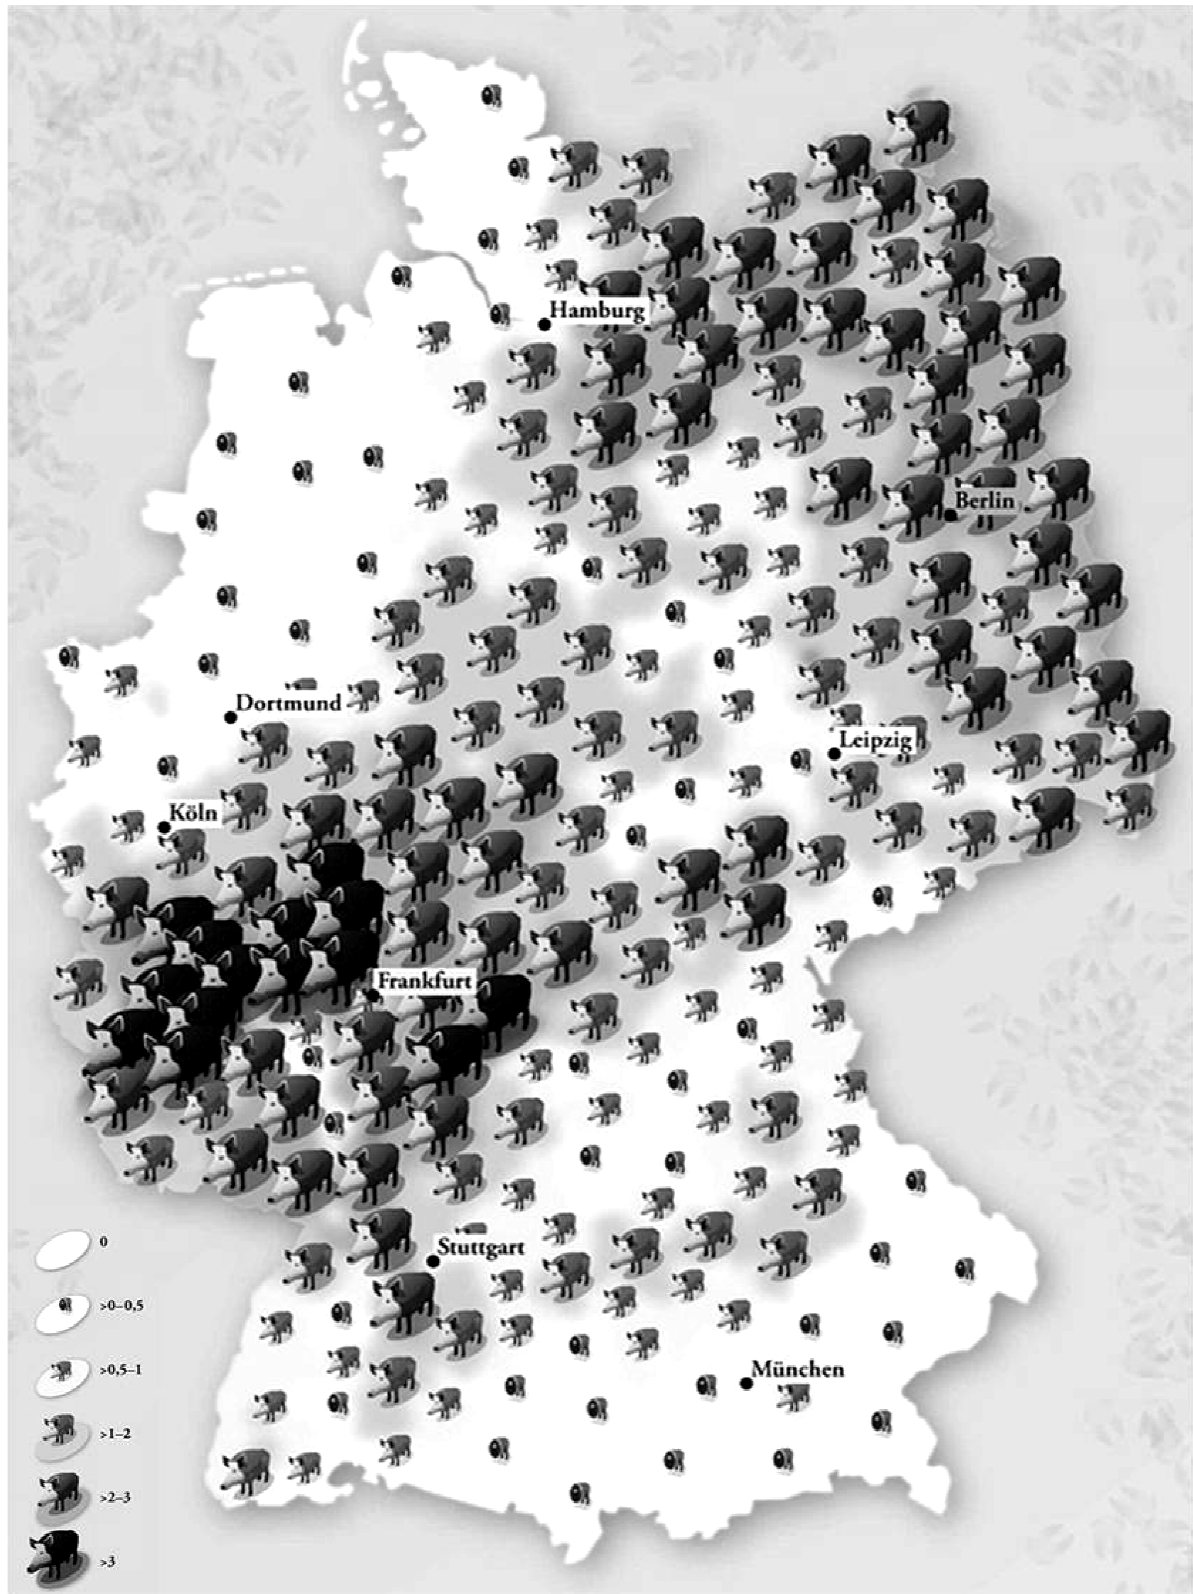 Hamburg
Berlin
Dortmund
Leipzig
Köln
Frankfurt
Stuttgart
München
0
>0–0,5
>0,5–1
>1–2
>2–3
>3